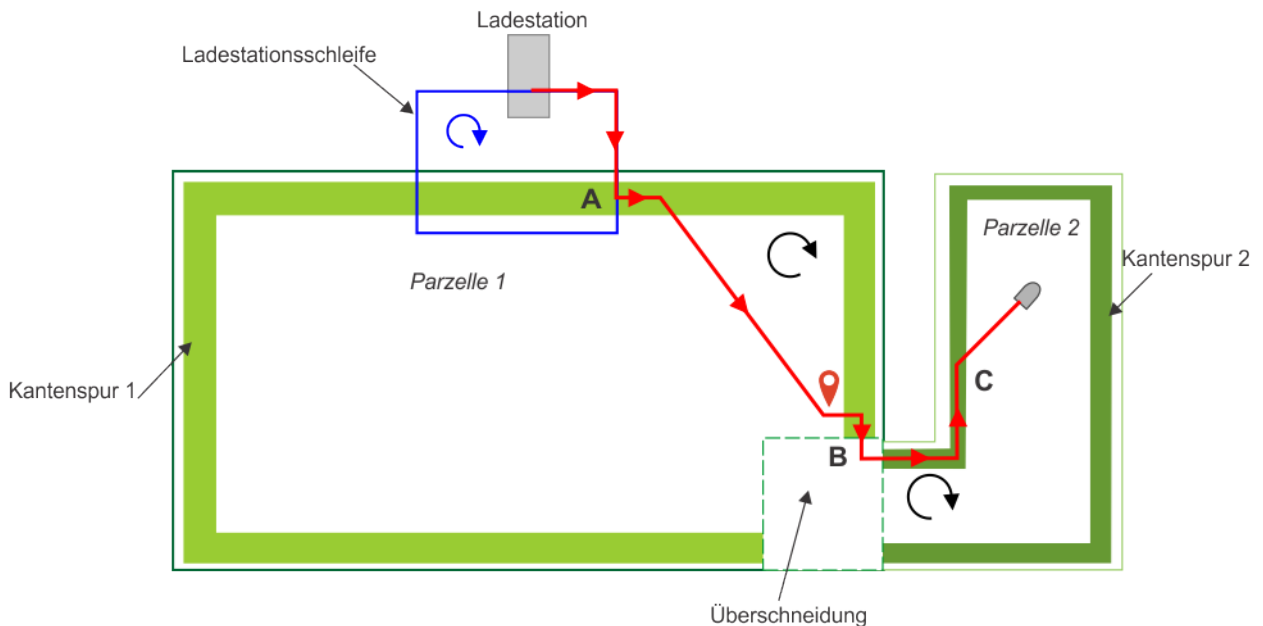 Ladestation
Ladestationsschleife
A
Parzelle 2
Parzelle 1
Kantenspur 2
C
Kantenspur 1
B
Überschneidung